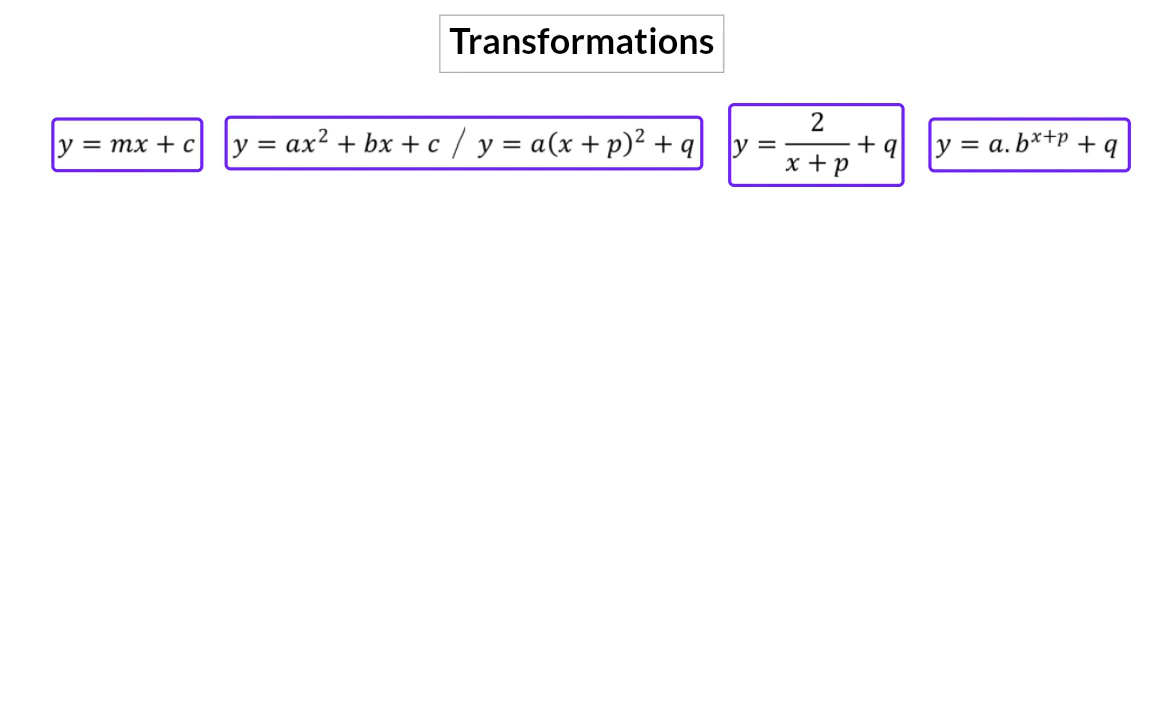 Transformations
y = mx + c
y = ax² + bx + c / y = a(x + p)² + q
y = 2/(x + p) + q
y = a. b^(x+p) + q